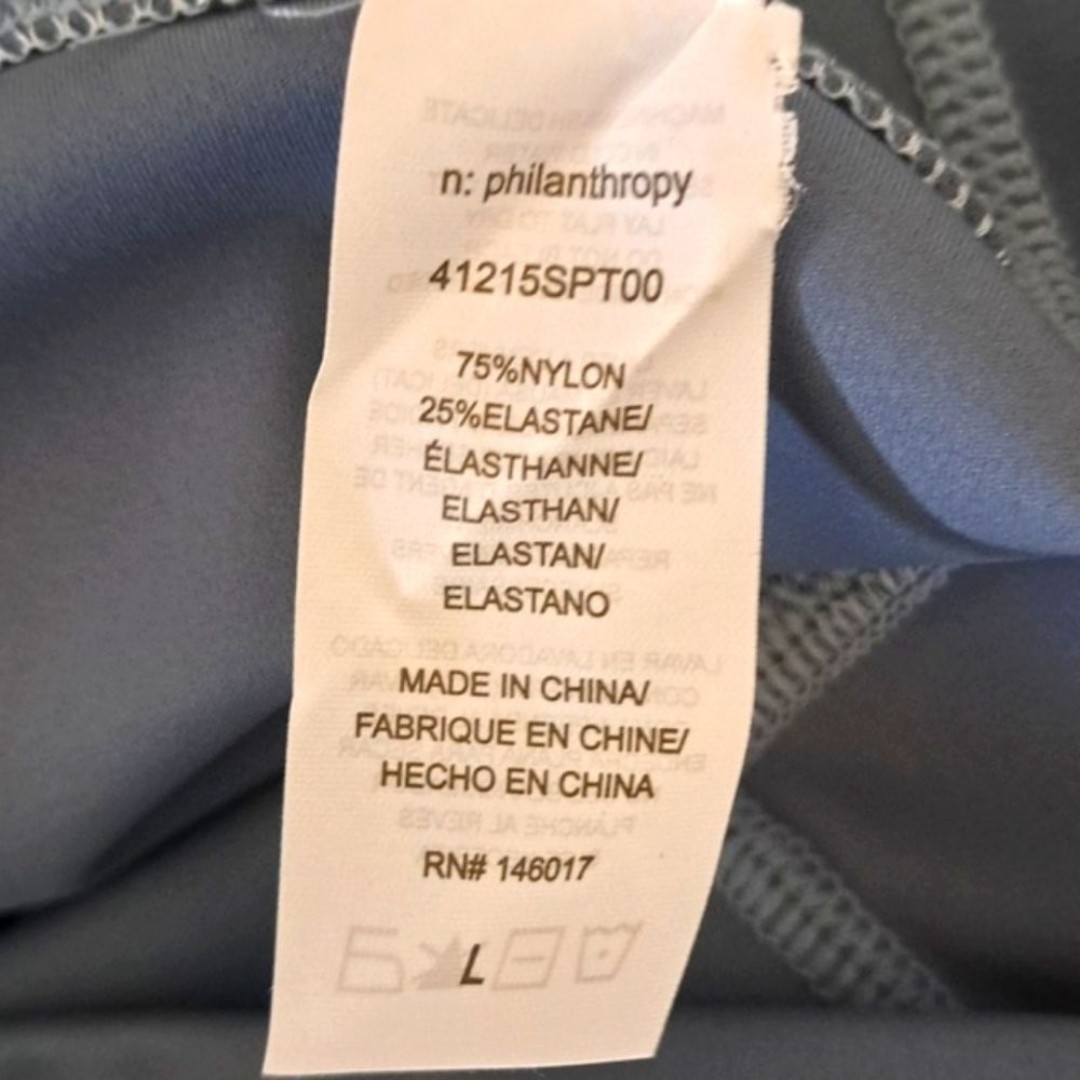 n: philanthropy
41215SPT00
75%NYLON
25%ELASTANE/
ÉLASTHANNE/
ELASTHAN/
ELASTAN/
ELASTANO
MADE IN CHINA/
FABRIQUE EN CHINE/
HECHO EN CHINA
RN# 146017
L